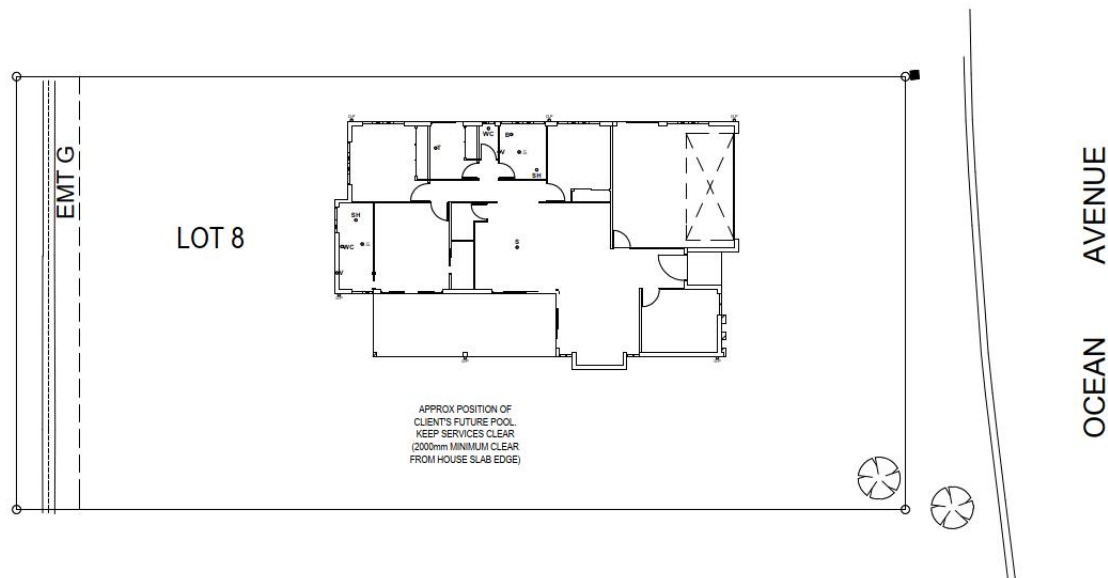 EMT G
LOT 8
WC
B
T
V
SH
SH
WC
V
S
X
APPROX POSITION OF
CLIENT'S FUTURE POOL.
KEEP SERVICES CLEAR
(2000mm MINIMUM CLEAR
FROM HOUSE SLAB EDGE)
OCEAN AVENUE